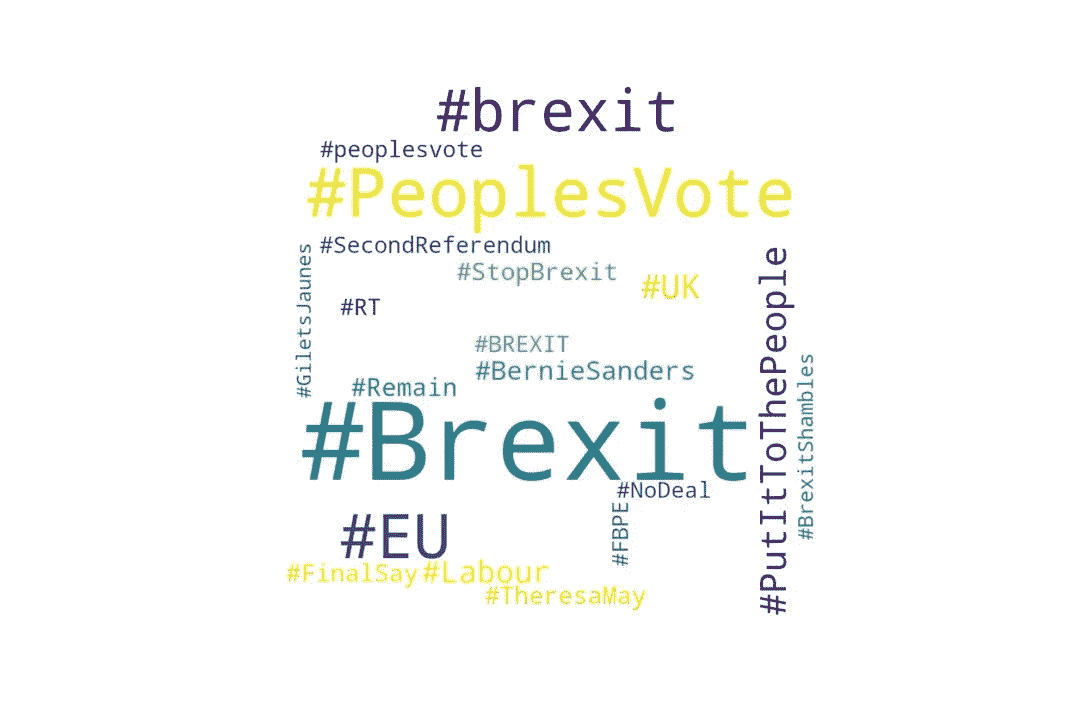 #brexit
#peoplesvote
#PeoplesVote
#SecondReferendum
#GiletsJaunes
#StopBrexit
#UK
#PutItToThePeople
#RT
#BREXIT
#BernieSanders
#BrexitShambles
#Remain
#Brexit
#NoDeal
#FBPE
#EU
#FinalSay
#Labour
#TheresaMay